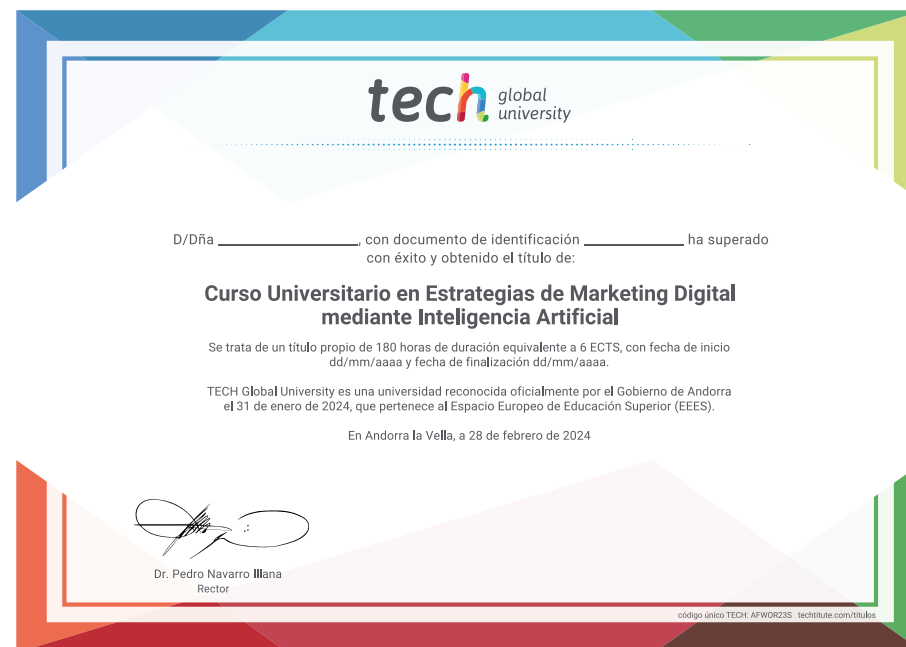 tech global university
D/Dña ____________________, con documento de identificación ______________ ha superado
con éxito y obtenido el título de:
Curso Universitario en Estrategias de Marketing Digital
mediante Inteligencia Artificial
Se trata de un título propio de 180 horas de duración equivalente a 6 ECTS, con fecha de inicio
dd/mm/aaaa y fecha de finalización dd/mm/aaaa.
TECH Global University es una universidad reconocida oficialmente por el Gobierno de Andorra
el 31 de enero de 2024, que pertenece al Espacio Europeo de Educación Superior (EEES).
En Andorra la Vella, a 28 de febrero de 2024
Dr. Pedro Navarro Illana
Rector
código único TECH: AFWOR23S techtitute.com/titulos